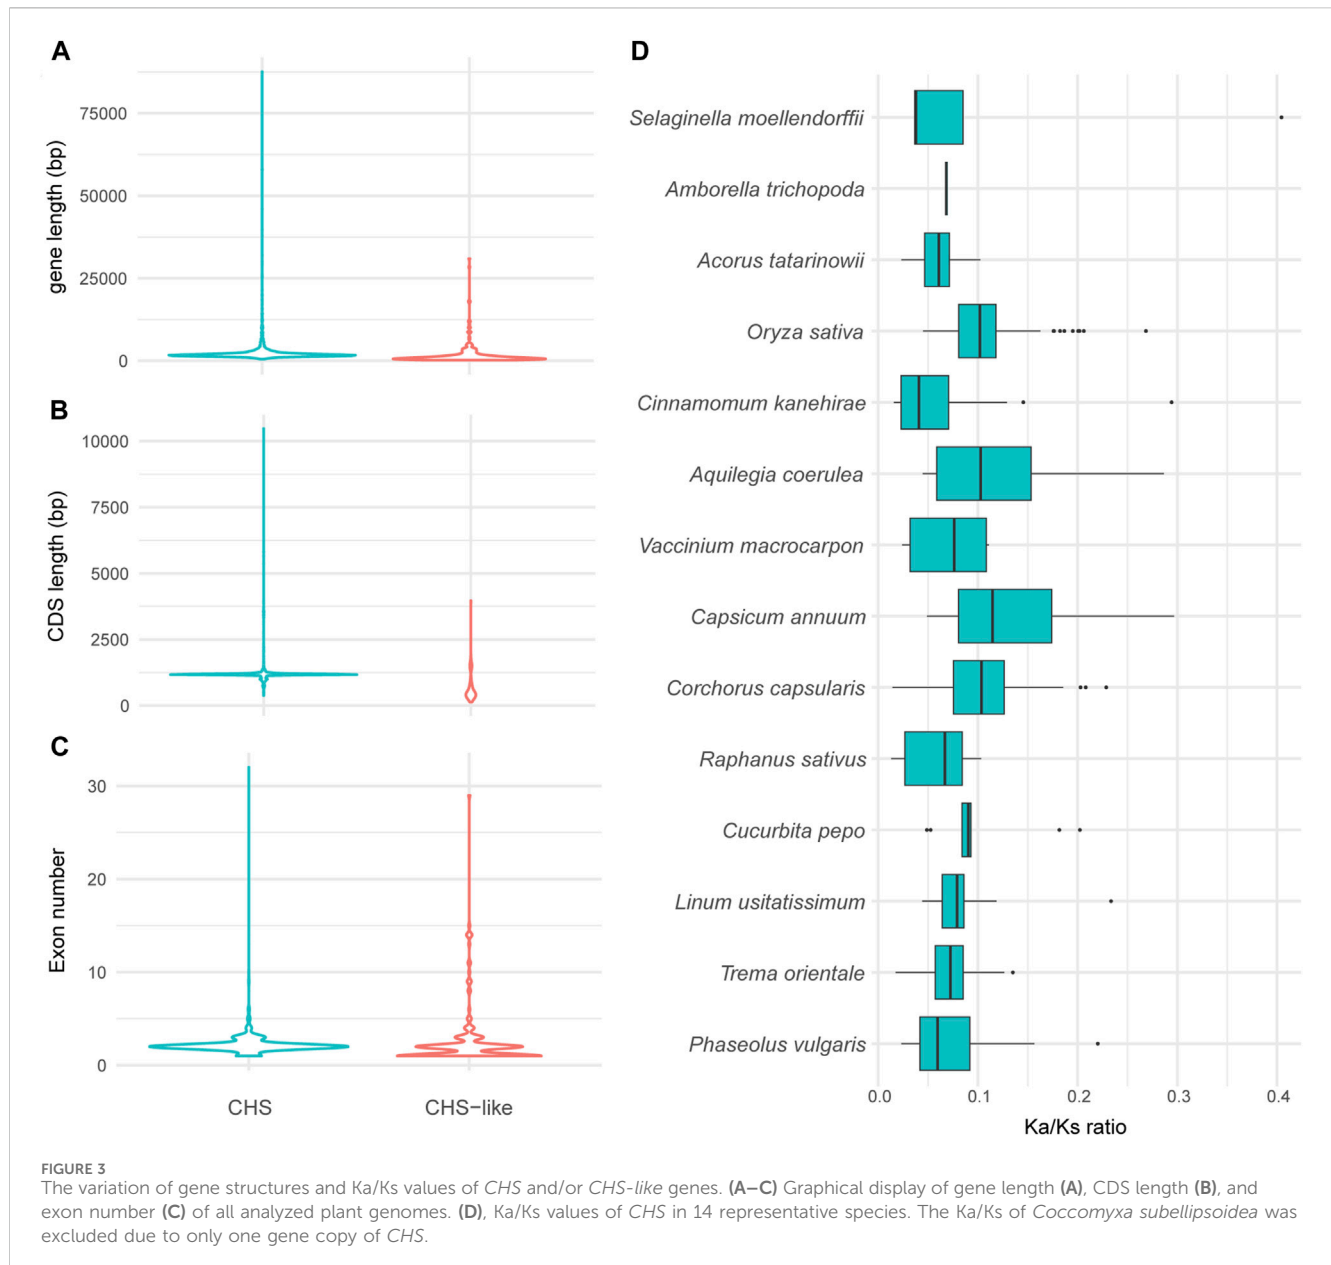 A
gene length (bp)
75000
50000
25000
0
B
CDS length (bp)
10000
7500
5000
2500
0
C
Exon number
30
20
10
0
CHS
CHS-like
D
Selaginella moellendorffii
Amborella trichopoda
Acorus tatarinowii
Oryza sativa
Cinnamomum kanehirae
Aquilegia coerulea
Vaccinium macrocarpon
Capsicum annuum
Corchorus capsularis
Raphanus sativus
Cucurbita pepo
Linum usitatissimum
Trema orientale
Phaseolus vulgaris
0.0
0.1
0.2
0.3
0.4
Ka/Ks ratio
FIGURE 3
The variation of gene structures and Ka/Ks values of CHS and/or CHS-like genes. (A–C) Graphical display of gene length (A), CDS length (B), and
exon number (C) of all analyzed plant genomes. (D), Ka/Ks values of CHS in 14 representative species. The Ka/Ks of Coccomyxa subellipsoidea was
excluded due to only one gene copy of CHS.